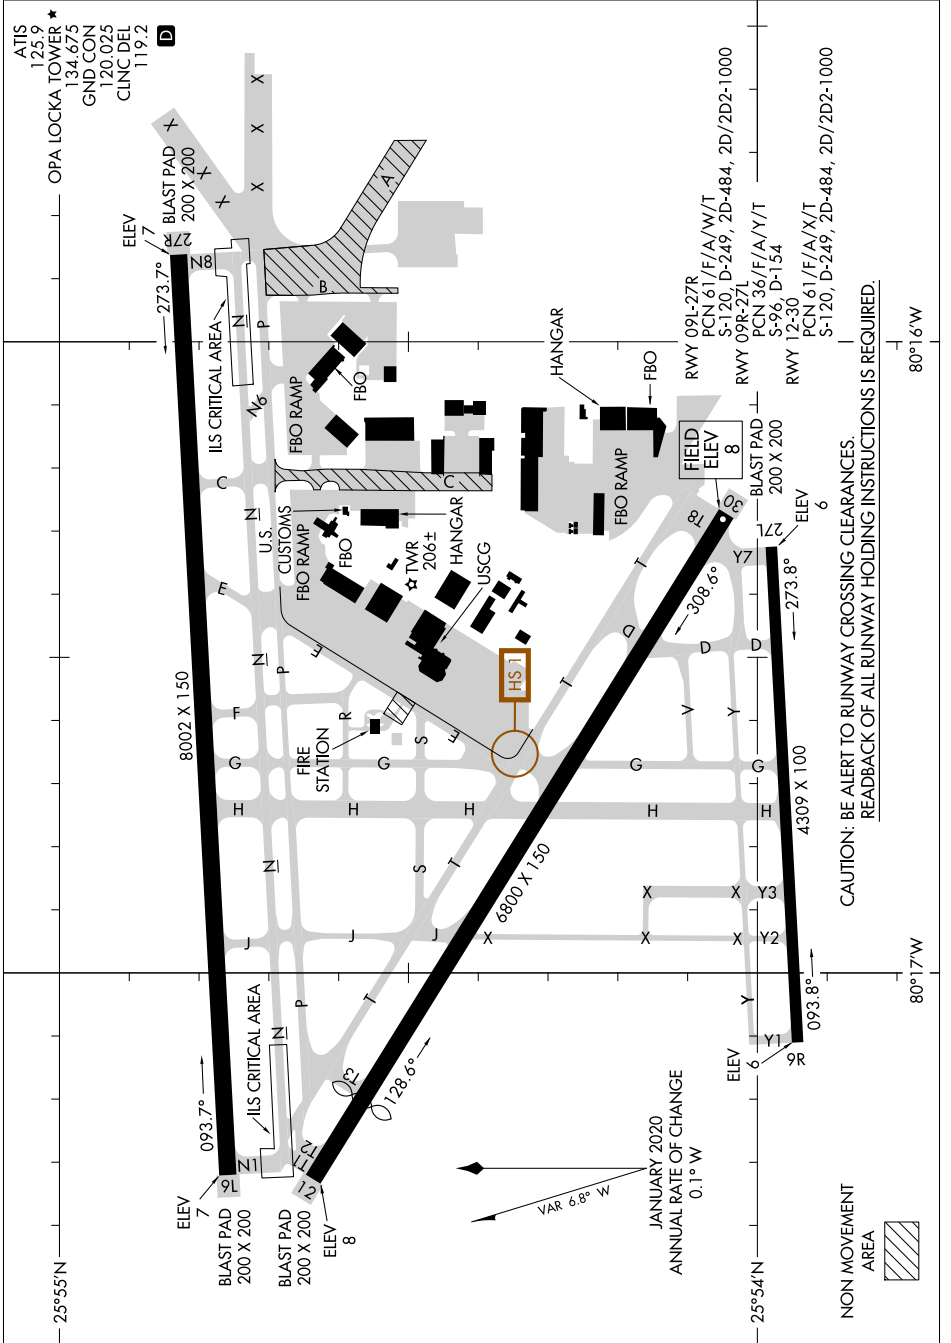 ATIS
125.9
OPA LOCKA TOWER ★
134.675
GND CON
120.025
CLNC DEL
119.2
D
ELEV
7
27R
BLAST PAD
200 X 200
X
X
X
X
X
X
A
B
273.7°
N8
ILS CRITICAL AREA
N
P
N6
FBO RAMP
FBO
C
C
N
U.S.
CUSTOMS
FBO RAMP
FBO
HANGAR
TWR
206±
HANGAR
USCG
E
N
P
E
E
8002 X 150
F
R
G
G
FIRE
STATION
S
HS 1
H
H
H
N
S
T
J
J
J
T
P
ILS CRITICAL AREA
N
093.7°
N1
9L
ELEV
7
BLAST PAD
200 X 200
T1
T2
T3
12
BLAST PAD
200 X 200
ELEV
8
128.6°
6800 X 150
T
T
D
308.6°
T8
30
FIELD
ELEV
8
BLAST PAD
200 X 200
HANGAR
FBO
FBO RAMP
RWY 09L-27R
PCN 61/F/A/W/T
S-120, D-249, 2D-484, 2D/2D2-1000
RWY 09R-27L
PCN 36/F/A/Y/T
S-96, D-154
RWY 12-30
PCN 61/F/A/X/T
S-120, D-249, 2D-484, 2D/2D2-1000
27L
ELEV
6
Y7
273.8°
D
D
V
Y
G
G
H
H
4309 X 100
X
X
Y3
X
X
X
Y2
Y
Y1
093.8°
9R
ELEV
6
CAUTION: BE ALERT TO RUNWAY CROSSING CLEARANCES.
READBACK OF ALL RUNWAY HOLDING INSTRUCTIONS IS REQUIRED.
VAR 6.8° W
JANUARY 2020
ANNUAL RATE OF CHANGE
0.1° W
NON MOVEMENT
AREA
25°55'N
25°54'N
80°16'W
80°17'W